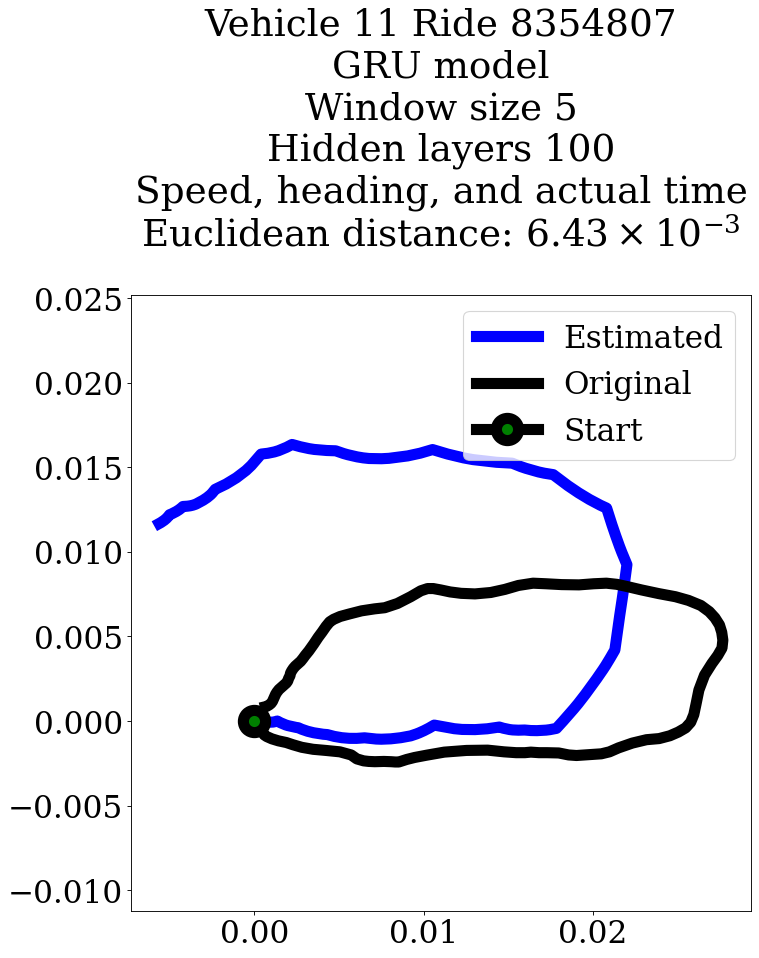 Vehicle 11 Ride 8354807
GRU model
Window size 5
Hidden layers 100
Speed, heading, and actual time
Euclidean distance: 6.43 × 10⁻³
0.025
0.020
0.015
0.010
0.005
0.000
−0.005
−0.010
Estimated
Original
Start
0.00 0.01 0.02